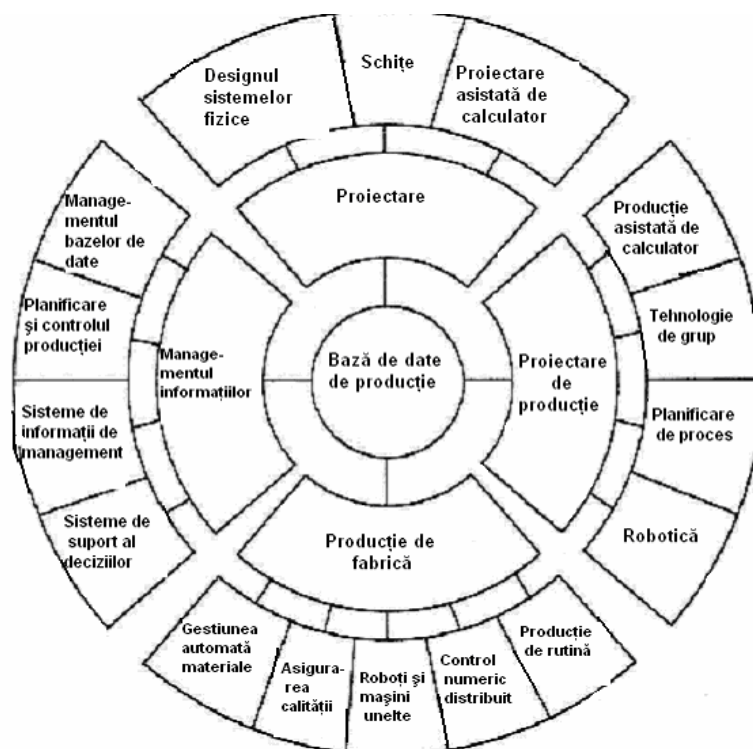 Designul
sistemelor
fizice
Schițe
Proiectare
asistată de
calculator
Proiectare
Manage-
mentul
bazelor de
date
Planificare
şi controlul
producției
Sisteme de
informații de
management
Sisteme de
suport al
deciziilor
Manage-
mentul
informațiilor
Bază de date
de producție
Proiectare
de
producție
Producție
asistată de
calculator
Tehnologie
de grup
Planificare
de proces
Robotică
Producție de
fabrică
Gestiunea
automată
materiale
Asigura-
rea
calității
Roboți şi
maşini
unelte
Control
numeric
distribuit
Producție
de rutină